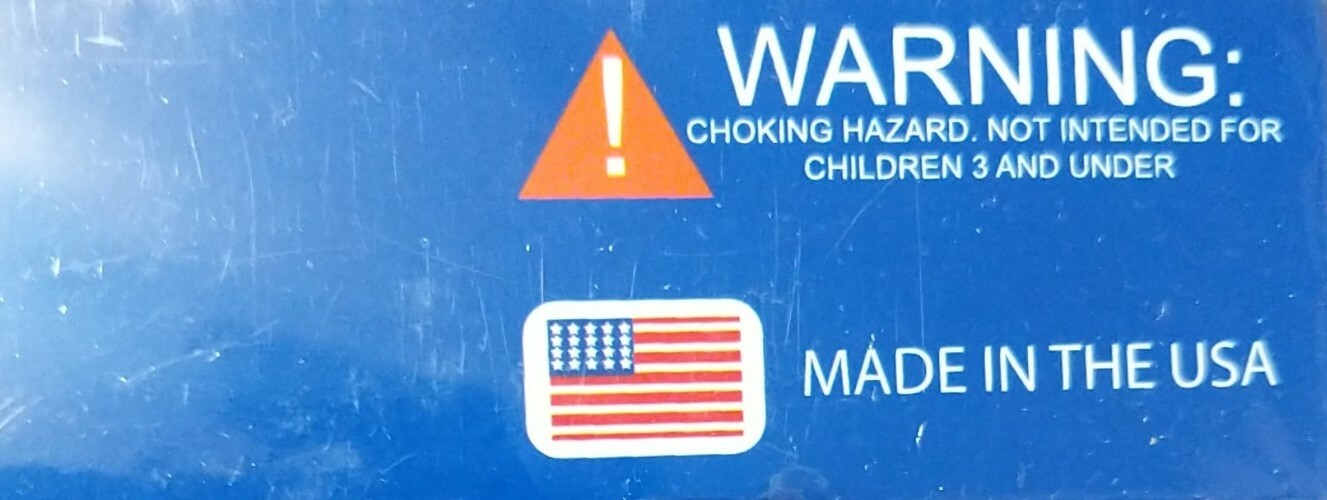 !
WARNING:
CHOKING HAZARD. NOT INTENDED FOR
CHILDREN 3 AND UNDER
MADE IN THE USA